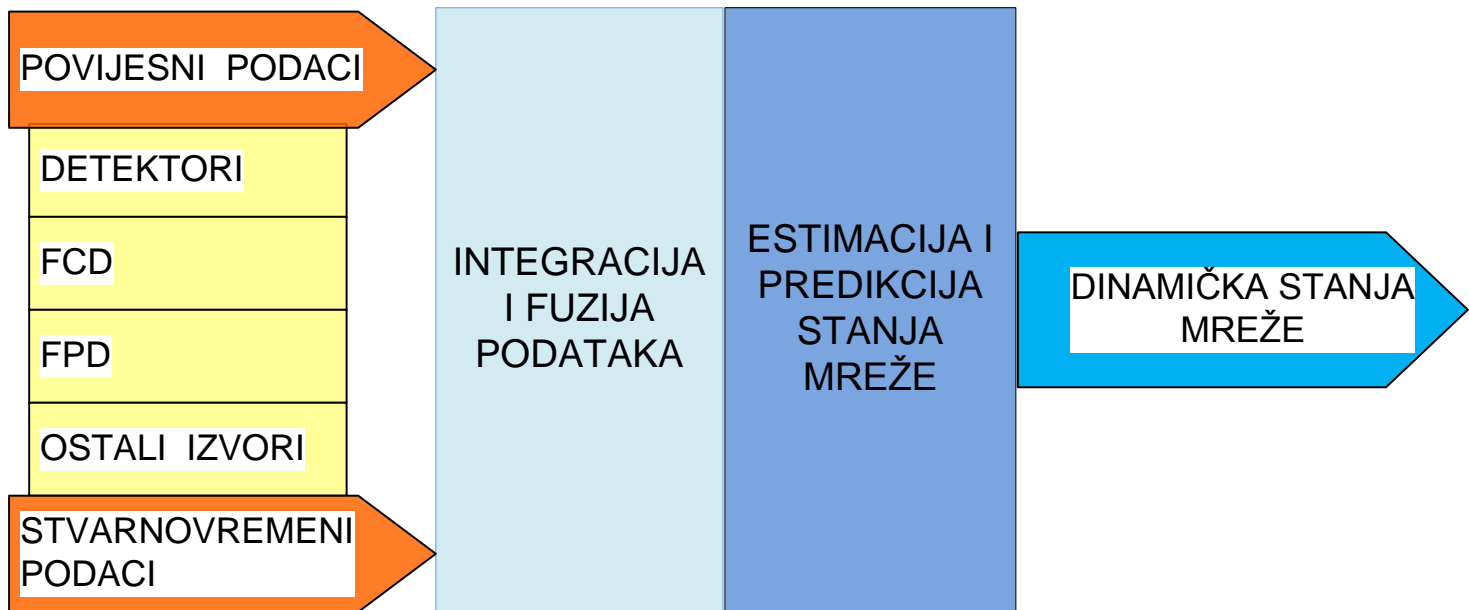 POVIJESNI PODACI
DETEKTORI
FCD
FPD
OSTALI IZVORI
STVARNOVREMENI
PODACI
INTEGRACIJA
I FUZIJA
PODATAKA
ESTIMACIJA I
PREDIKCIJA
STANJA
MREŽE
DINAMIČKA STANJA
MREŽE